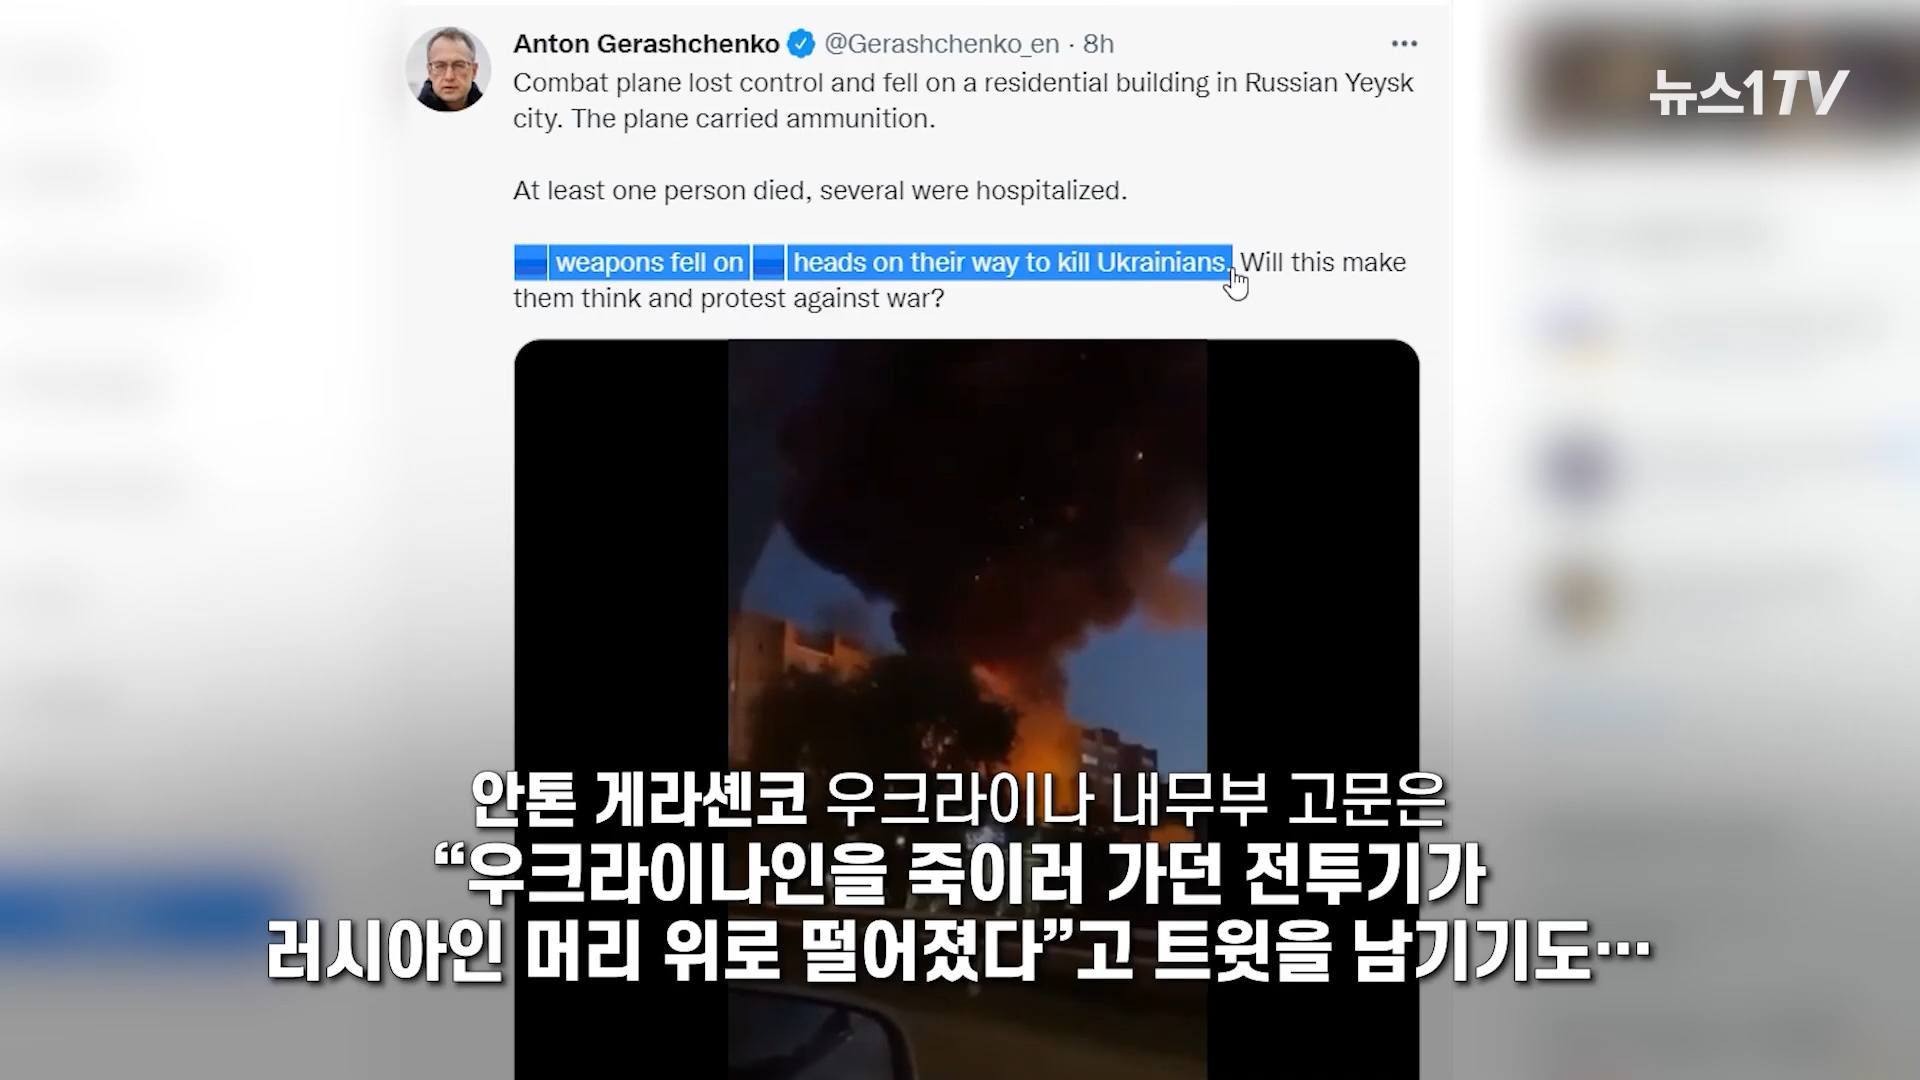 Anton Gerashchenko @Gerashchenko_en · 8h
Combat plane lost control and fell on a residential building in Russian Yeysk
city. The plane carried ammunition.
At least one person died, several were hospitalized.
🇷🇺 weapons fell on 🇷🇺 heads on their way to kill Ukrainians. Will this make
them think and protest against war?
뉴스1TV
안톤 게라셴코 우크라이나 내무부 고문은
“우크라이나인을 죽이러 가던 전투기가
러시아인 머리 위로 떨어졌다”고 트윗을 남기기도…